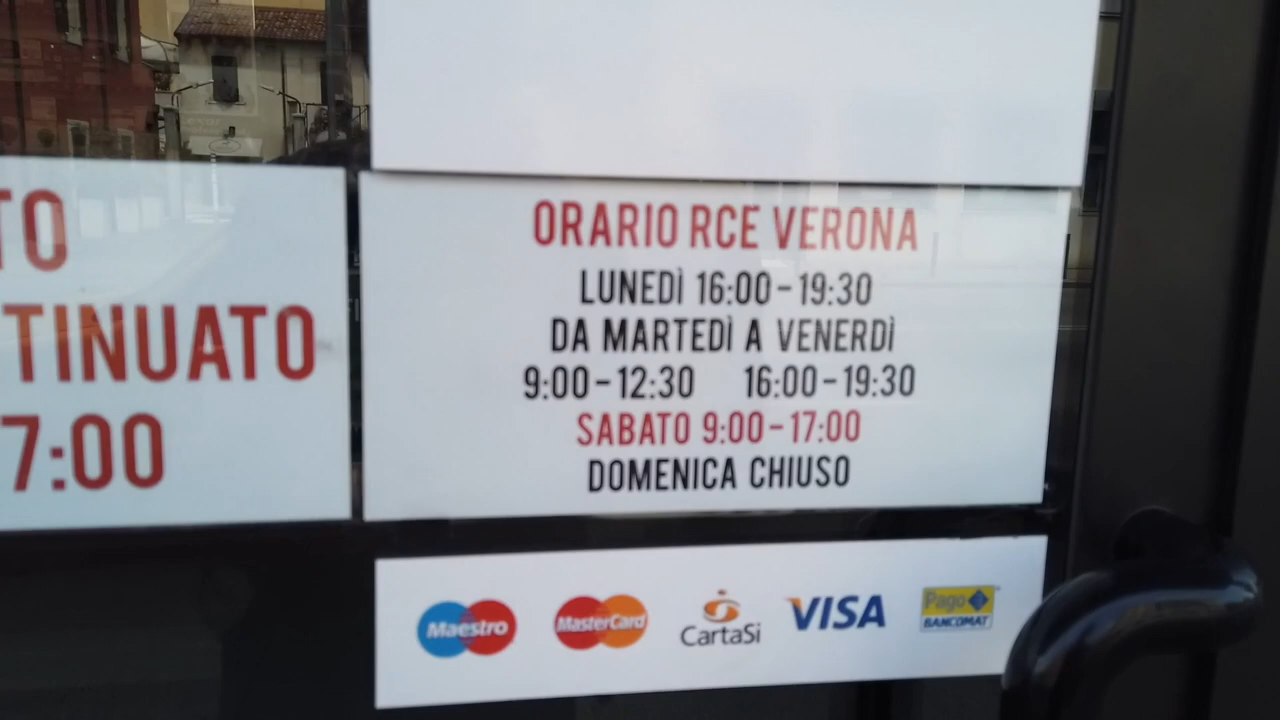 TO
TINUATO
7:00
ORARIO RCE VERONA
LUNEDÌ 16:00-19:30
DA MARTEDÌ A VENERDÌ
9:00-12:30 16:00-19:30
SABATO 9:00-17:00
DOMENICA CHIUSO
Maestro MasterCard CartaSi VISA Pago BANCOMAT